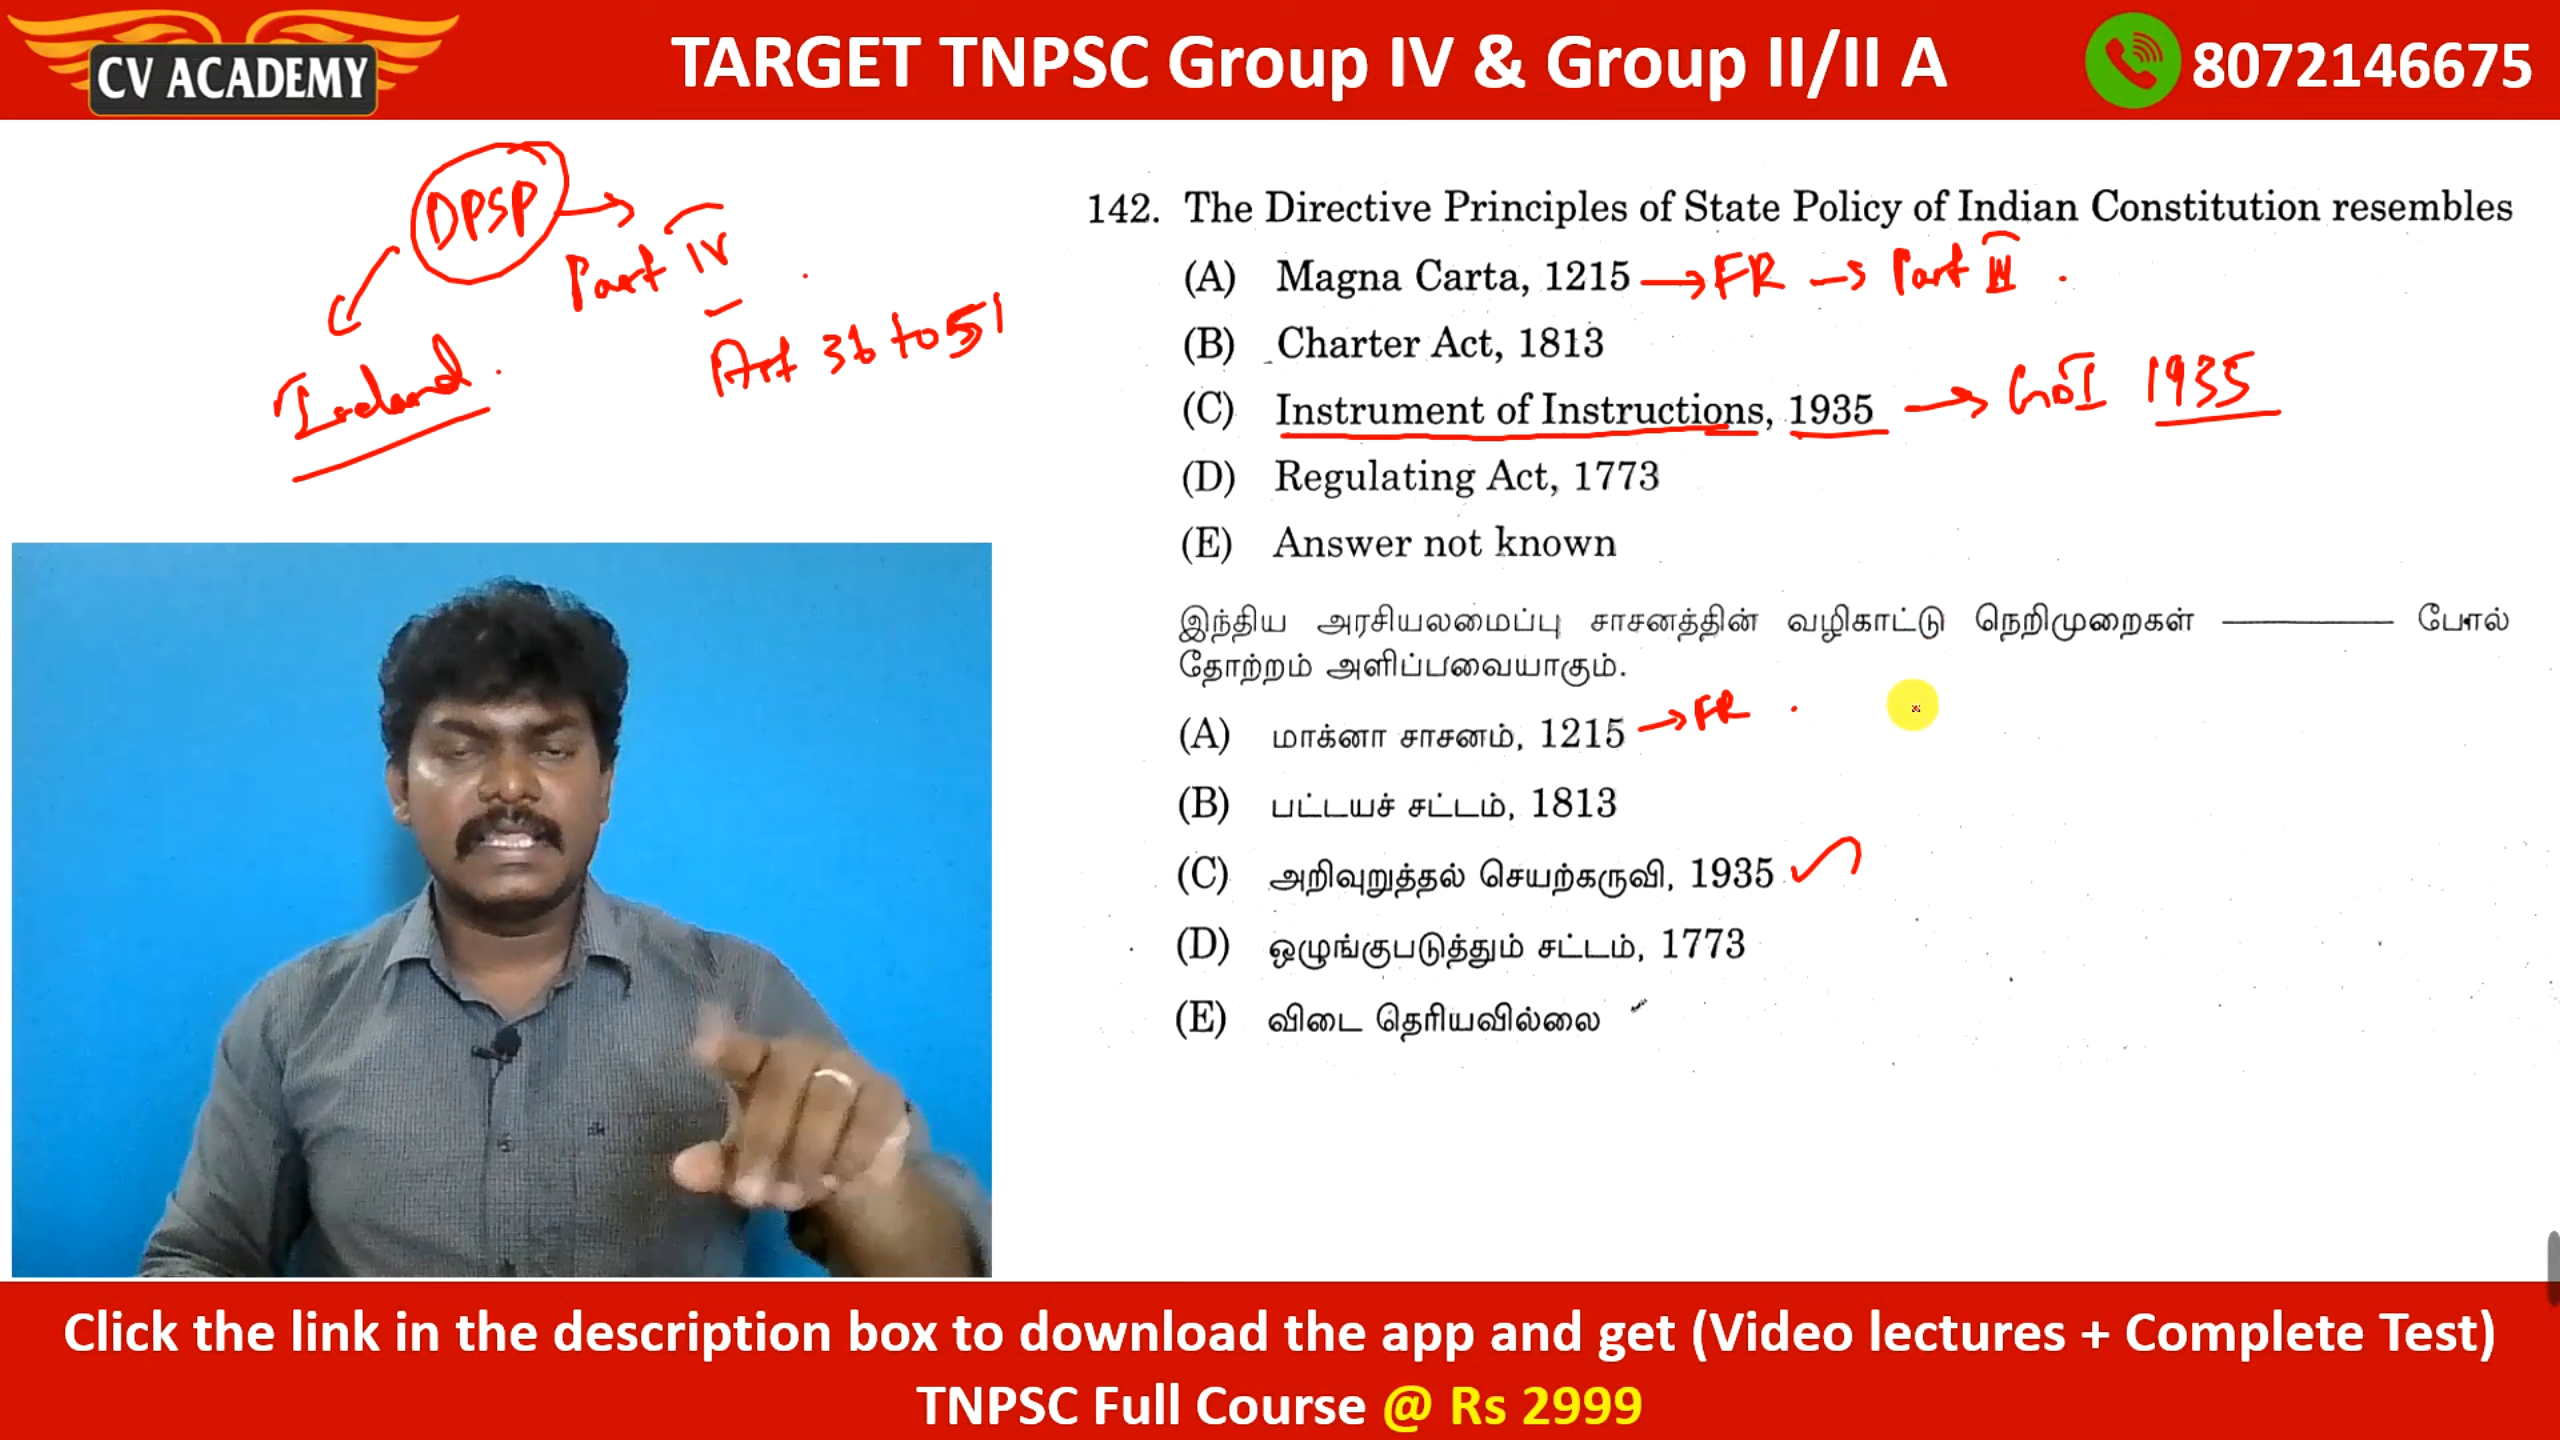 CV ACADEMY
TARGET TNPSC Group IV & Group II/II A
8072146675
DPSP
Part IV
Art 36 to 51
Ireland.
142. The Directive Principles of State Policy of Indian Constitution resembles
(A) Magna Carta, 1215 → FR → Part III.
(B) Charter Act, 1813
(C) Instrument of Instructions, 1935 → GoI 1935
(D) Regulating Act, 1773
(E) Answer not known
இந்திய அரசியலமைப்பு சாசனத்தின் வழிகாட்டு நெறிமுறைகள் ———— போல்
தோற்றம் அளிப்பவையாகும்.
(A) மாக்னா சாசனம், 1215 → FR .
(B) பட்டயச் சட்டம், 1813
(C) அறிவுறுத்தல் செயற்கருவி, 1935 ✓
(D) ஒழுங்குபடுத்தும் சட்டம், 1773
(E) விடை தெரியவில்லை
Click the link in the description box to download the app and get (Video lectures + Complete Test)
TNPSC Full Course @ Rs 2999